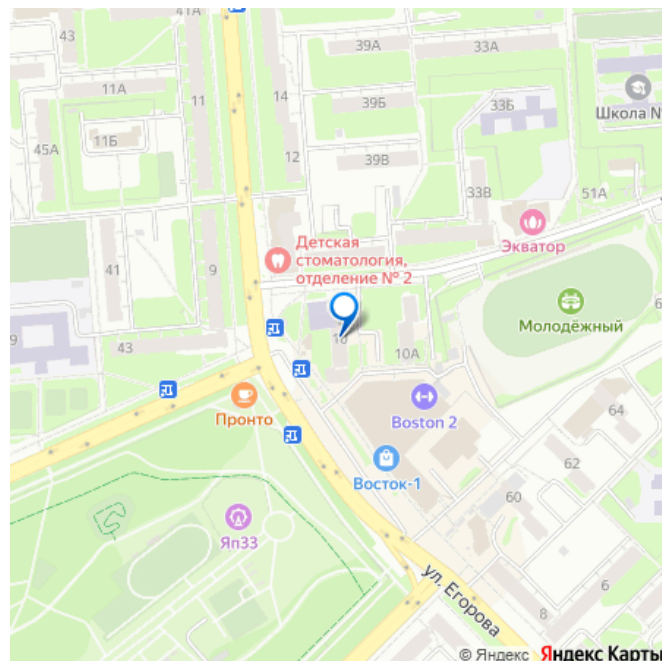 41А
43
39А
33А
11А
11
14
39Б
33Б
Школа №
11Б
45А
12
39В
33В
51А
Экватор
Детская
стоматология,
отделение № 2
41
9
Молодёжный
9
43
10А
Пронто
Boston 2
64
Восток-1
62
60
Яп33
ул. Егорова
6
8
© Яндекс Яндекс Карты